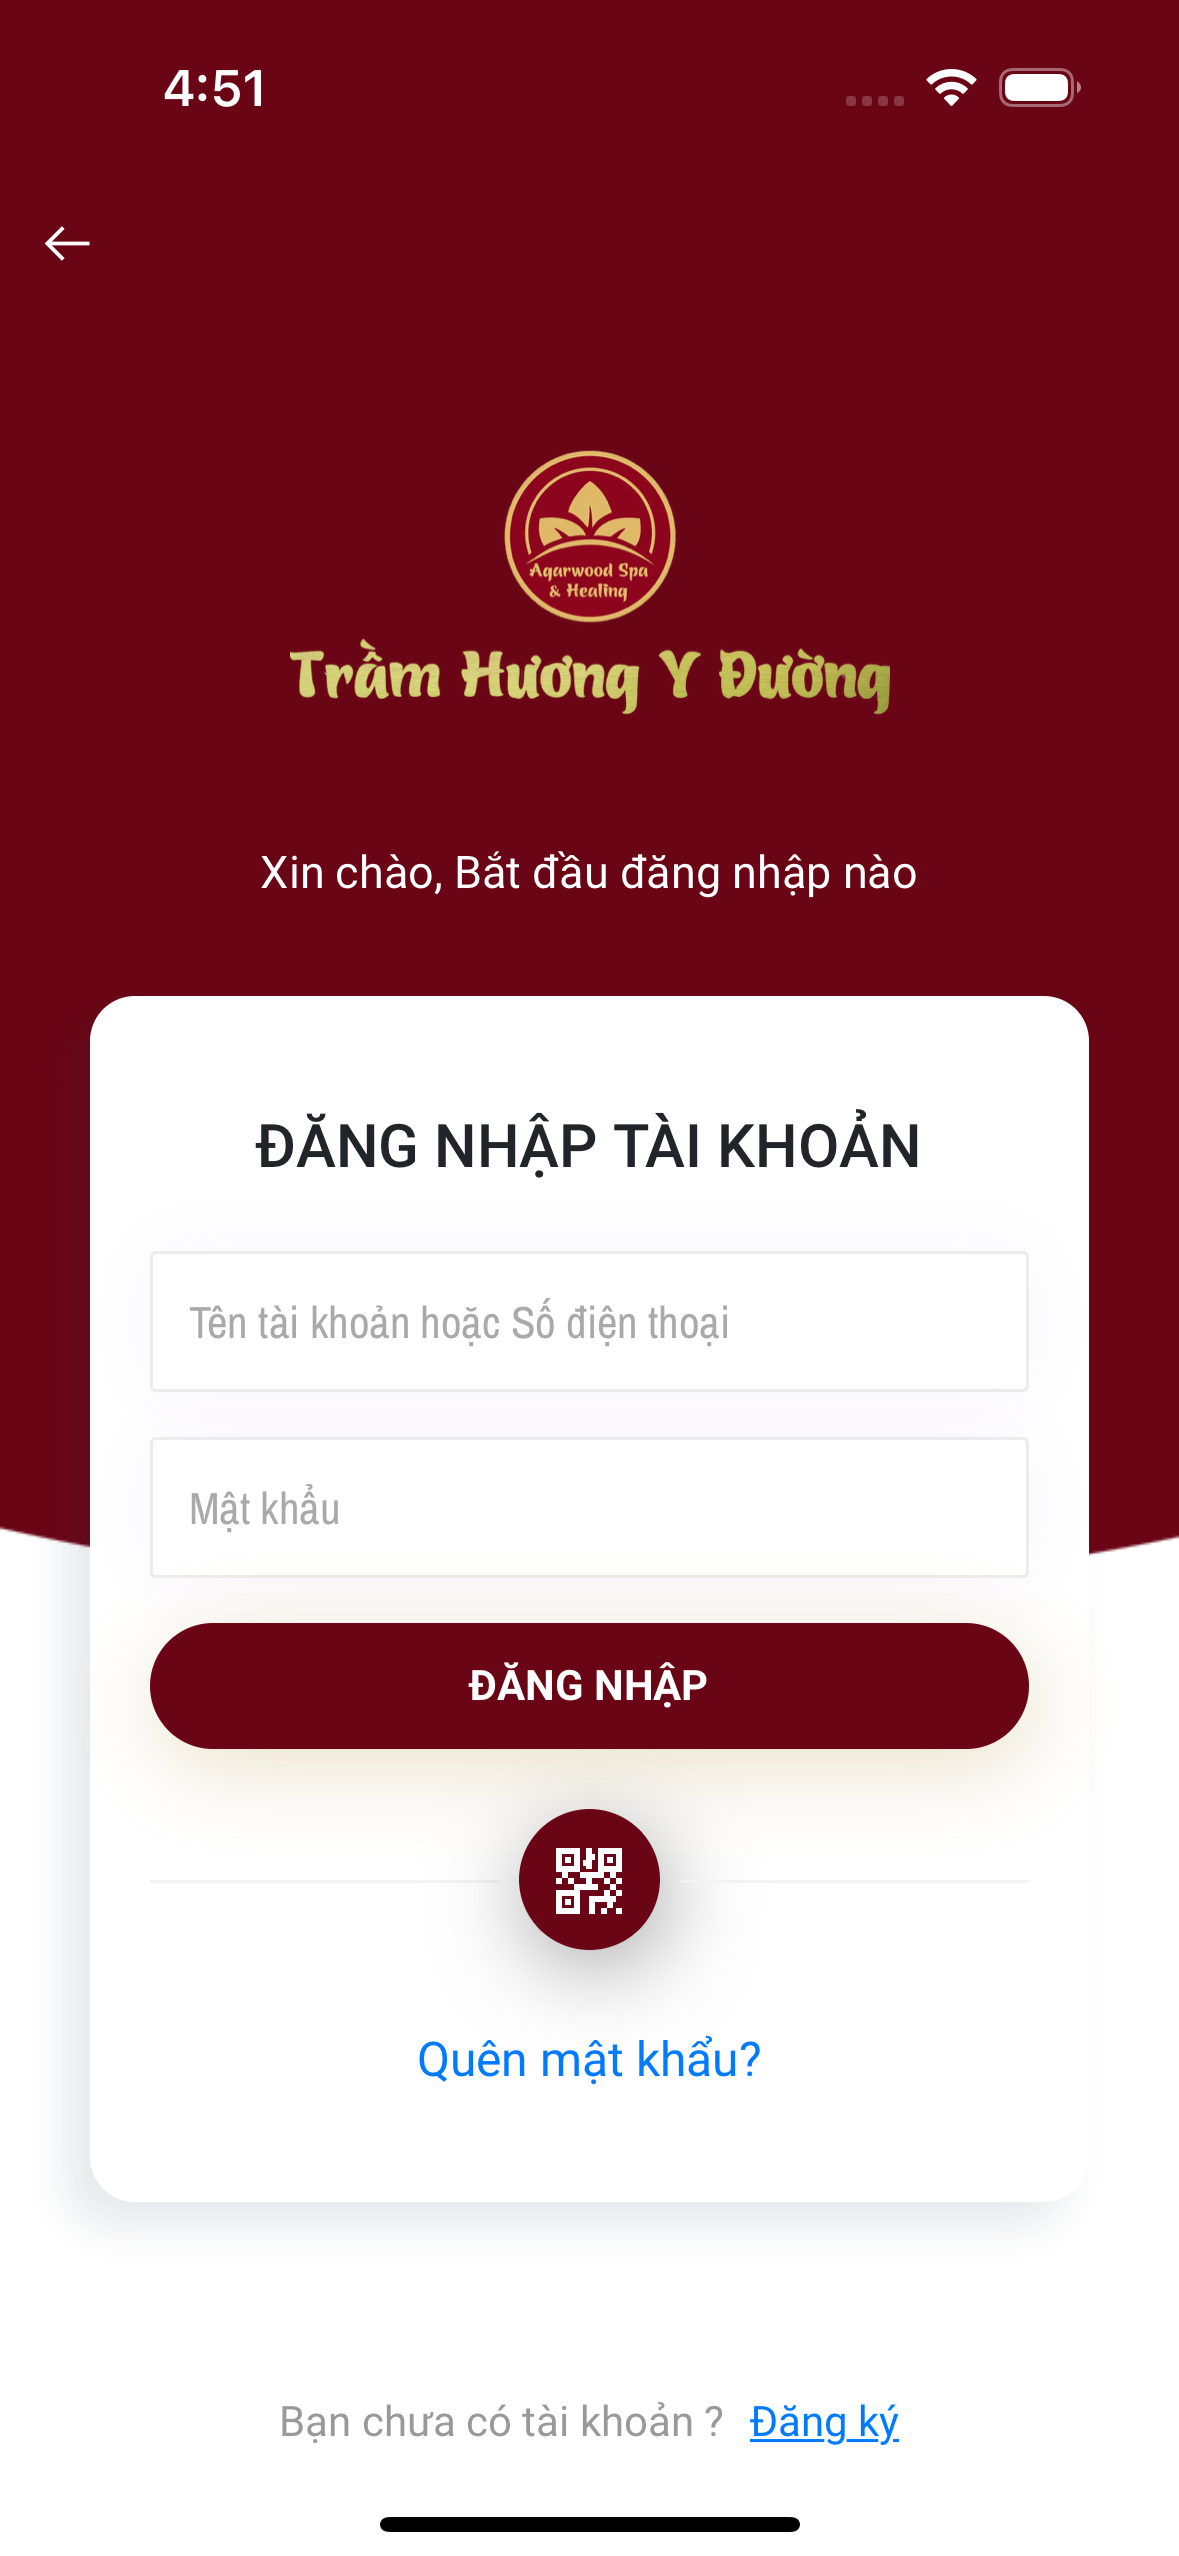 4:51
Agarwood Spa
& Healing
Trầm Hương Y Đường
Xin chào, Bắt đầu đăng nhập nào
ĐĂNG NHẬP TÀI KHOẢN
Tên tài khoản hoặc Số điện thoại
Mật khẩu
ĐĂNG NHẬP
Quên mật khẩu?
Bạn chưa có tài khoản ? Đăng ký